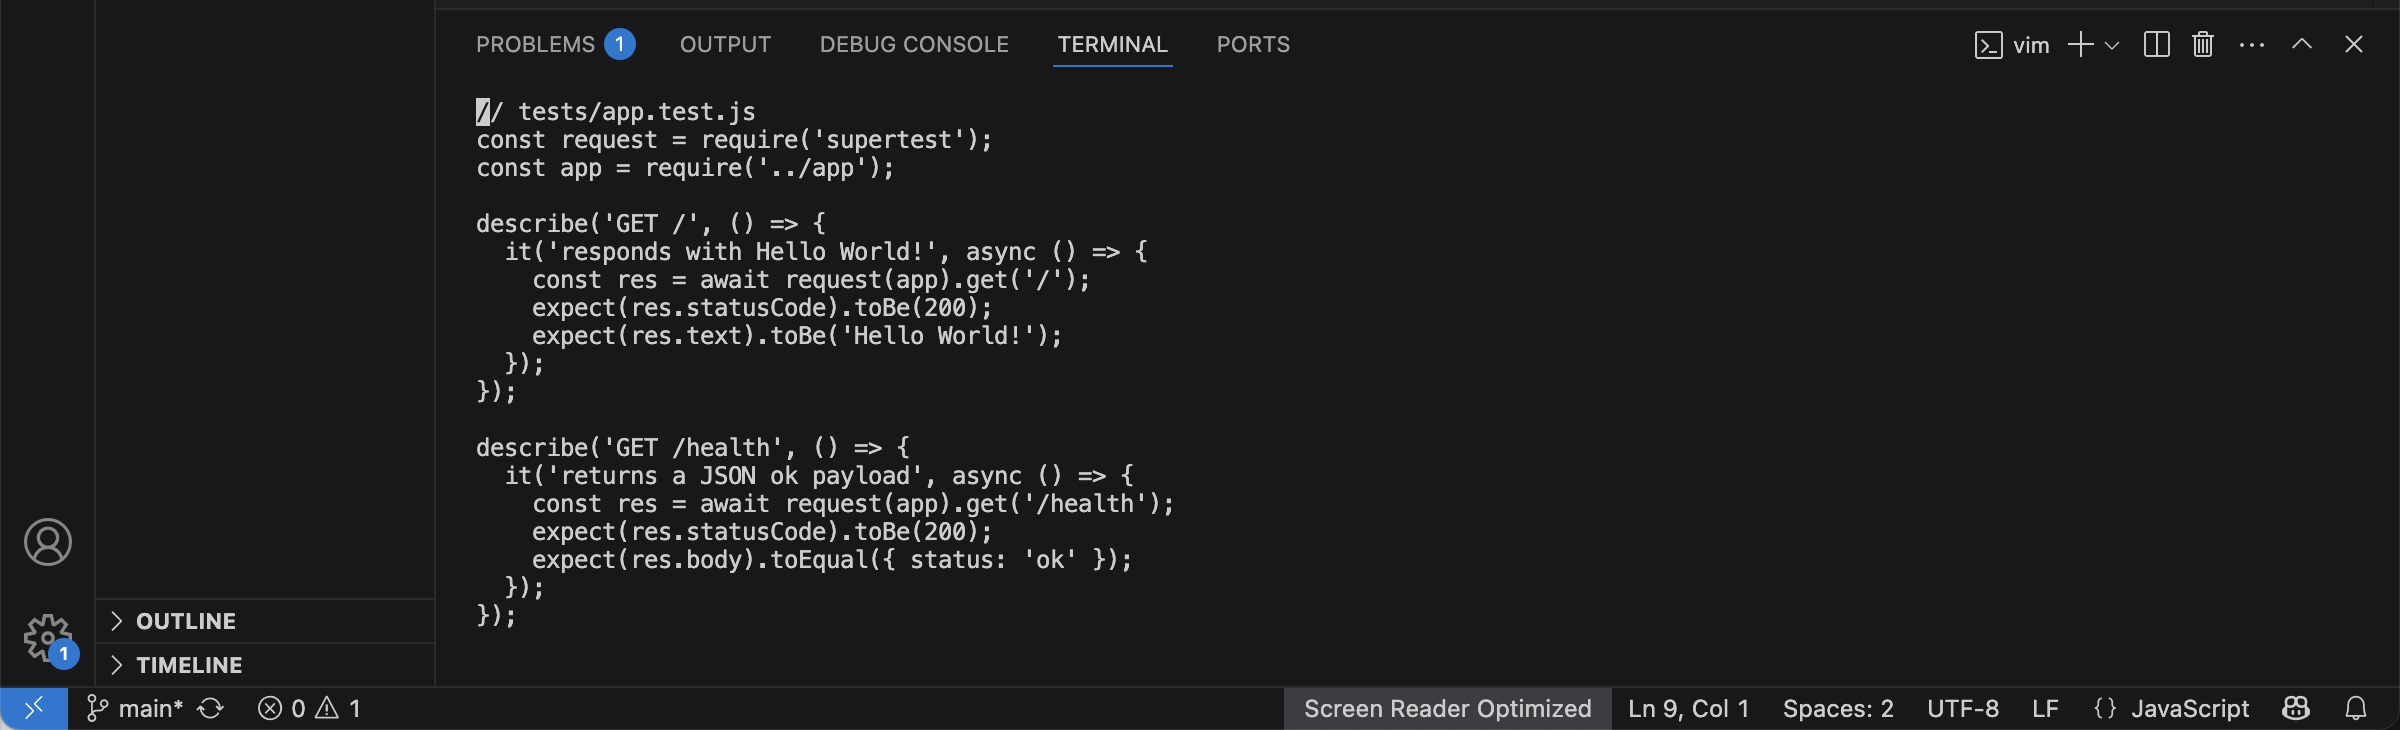 PROBLEMS 1 OUTPUT DEBUG CONSOLE TERMINAL PORTS vim
// tests/app.test.js
const request = require('supertest');
const app = require('../app');

describe('GET /', () => {
  it('responds with Hello World!', async () => {
    const res = await request(app).get('/');
    expect(res.statusCode).toBe(200);
    expect(res.text).toBe('Hello World!');
  });
});

describe('GET /health', () => {
  it('returns a JSON ok payload', async () => {
    const res = await request(app).get('/health');
    expect(res.statusCode).toBe(200);
    expect(res.body).toEqual({ status: 'ok' });
  });
});
OUTLINE
1
TIMELINE
main* 0 1 Screen Reader Optimized Ln 9, Col 1 Spaces: 2 UTF-8 LF {} JavaScript